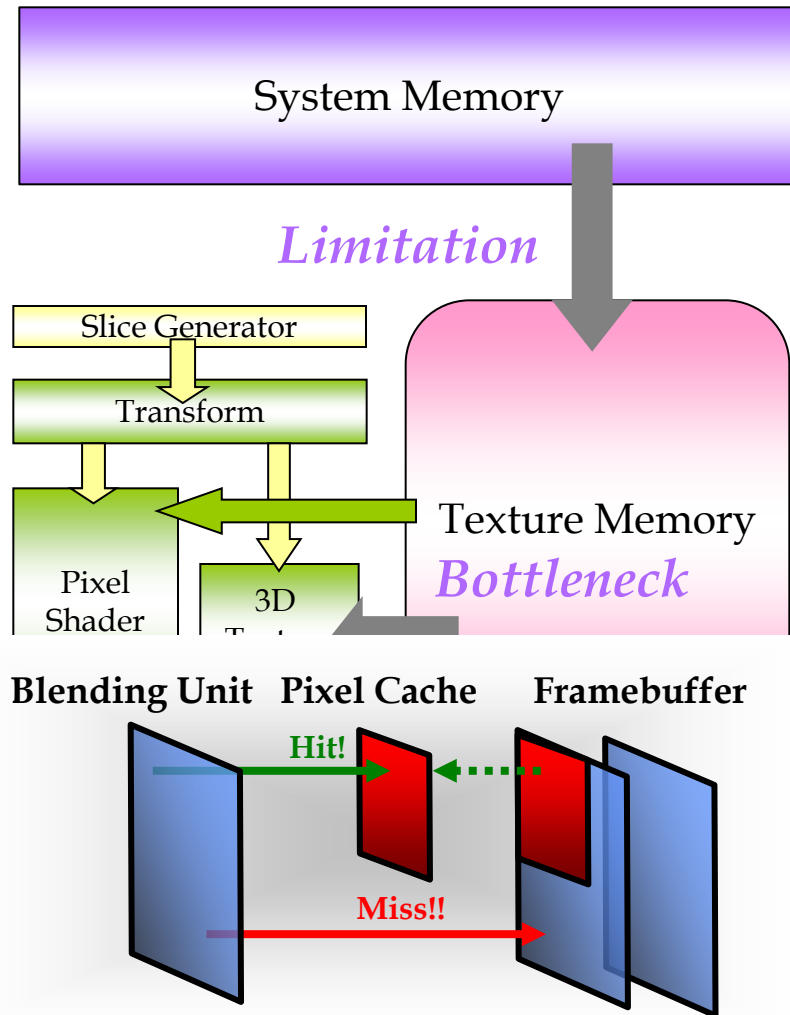 System Memory
Limitation
Slice Generator
Transform
Texture Memory
Bottleneck
Pixel
Shader
3D
Blending Unit
Pixel Cache
Framebuffer
Hit!
Miss!!